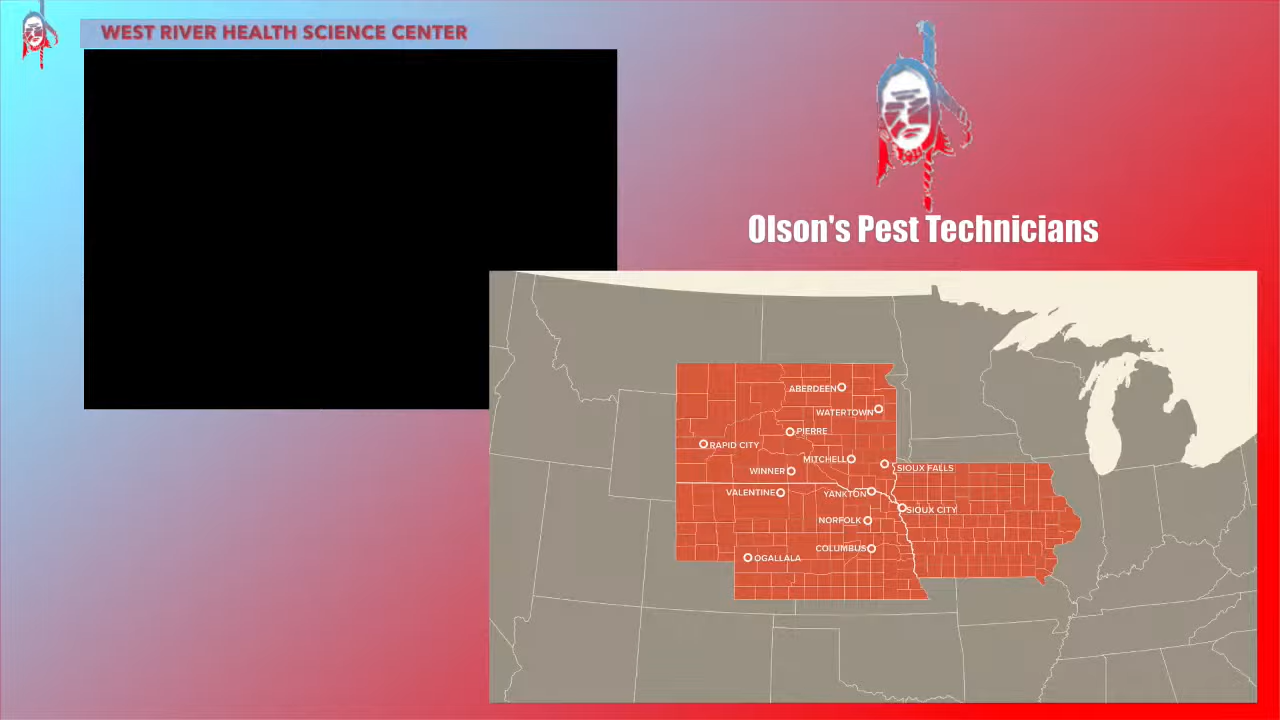 WEST RIVER HEALTH SCIENCE CENTER
Olson's Pest Technicians
ABERDEEN
WATERTOWN
PIERRE
RAPID CITY
MITCHELL
SIOUX FALLS
WINNER
VALENTINE
YANKTON
SIOUX CITY
NORFOLK
COLUMBUS
OGALLALA